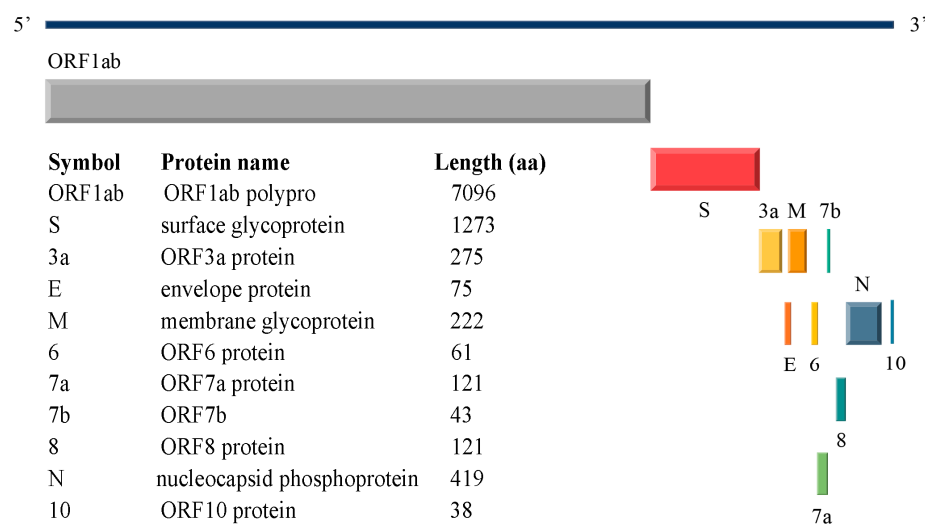 5’ 3’
ORF1ab
Symbol Protein name Length (aa)
ORF1ab ORF1ab polypro 7096
S surface glycoprotein 1273
3a ORF3a protein 275
E envelope protein 75
M membrane glycoprotein 222
6 ORF6 protein 61
7a ORF7a protein 121
7b ORF7b 43
8 ORF8 protein 121
N nucleocapsid phosphoprotein 419
10 ORF10 protein 38
S
3a M 7b
N
E 6 10
8
7a